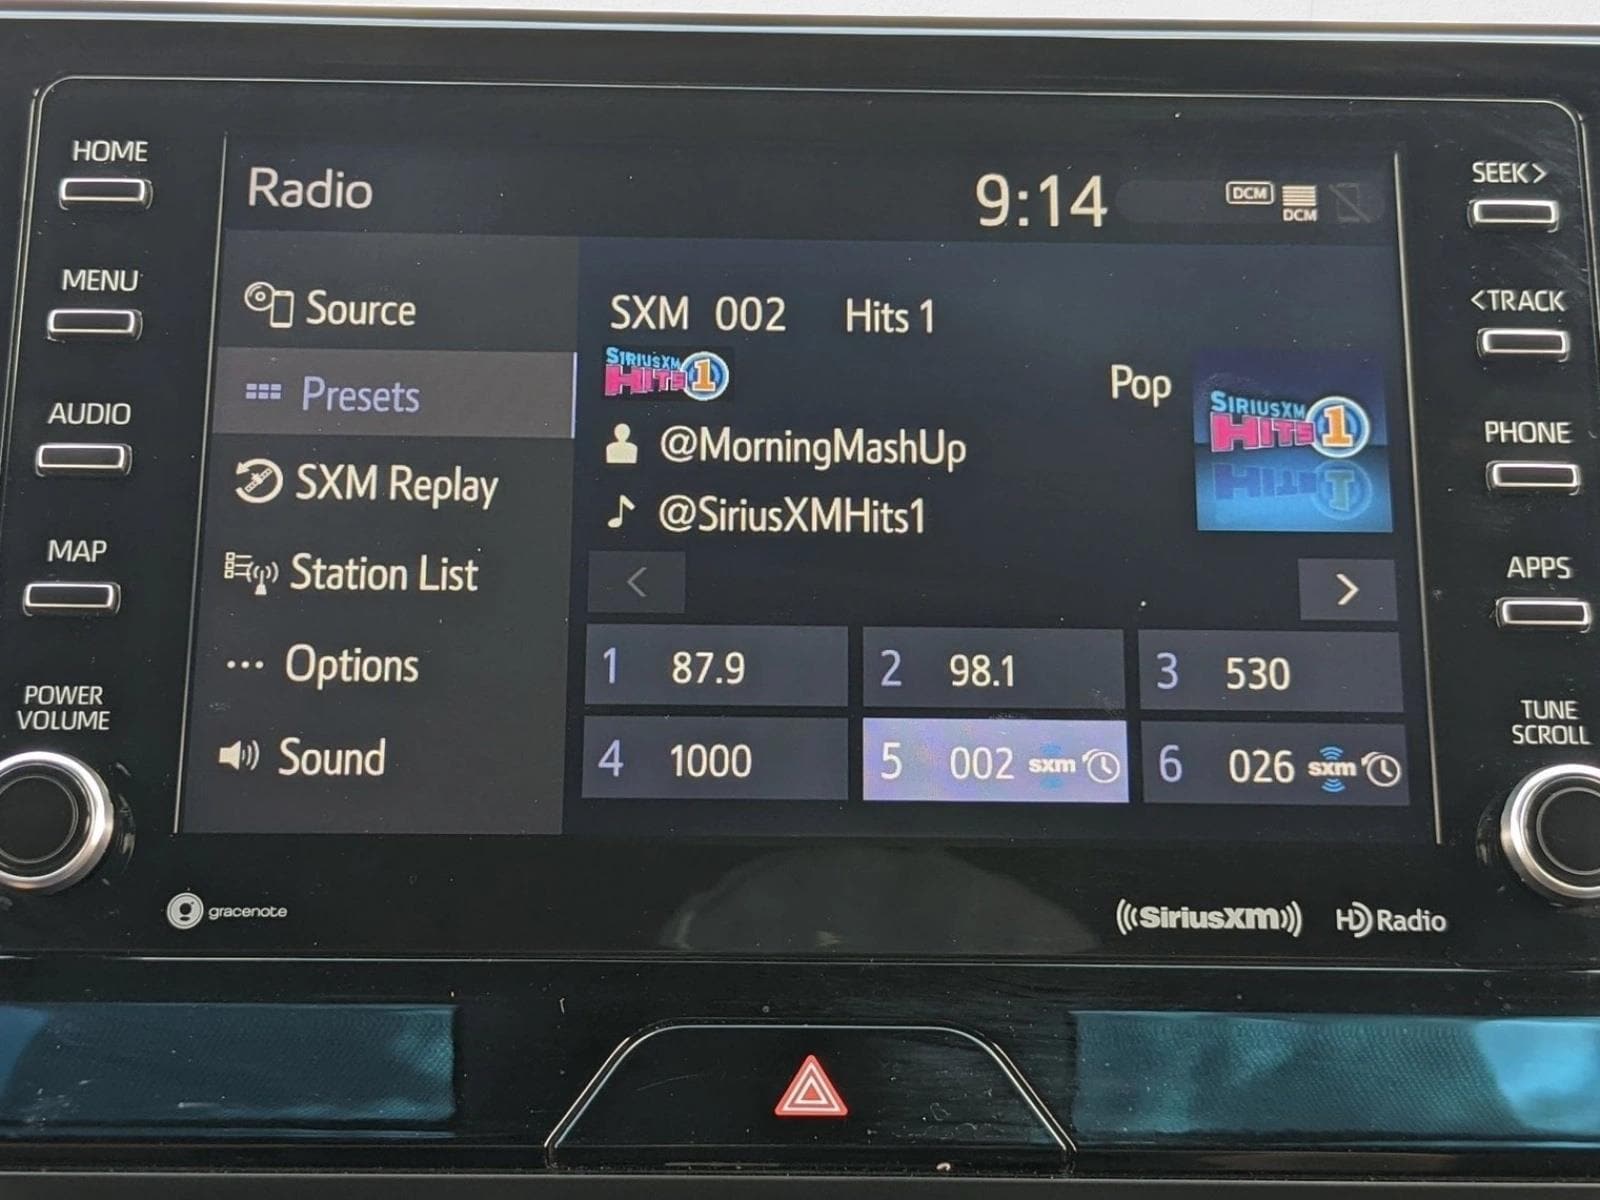 HOME
MENU
AUDIO
MAP
POWER
VOLUME
Radio
9:14
DCM
DCM
Source
Presets
SXM Replay
Station List
Options
Sound
SXM 002 Hits 1
SIRIUSXM
HITS 1
Pop
SIRIUSXM
HITS 1
@MorningMashUp
@SiriusXMHits1
<
>
1 87.9
2 98.1
3 530
4 1000
5 002 sxm
6 026 sxm
SEEK>
<TRACK
PHONE
APPS
TUNE
SCROLL
gracenote
((SiriusXM))
HD Radio